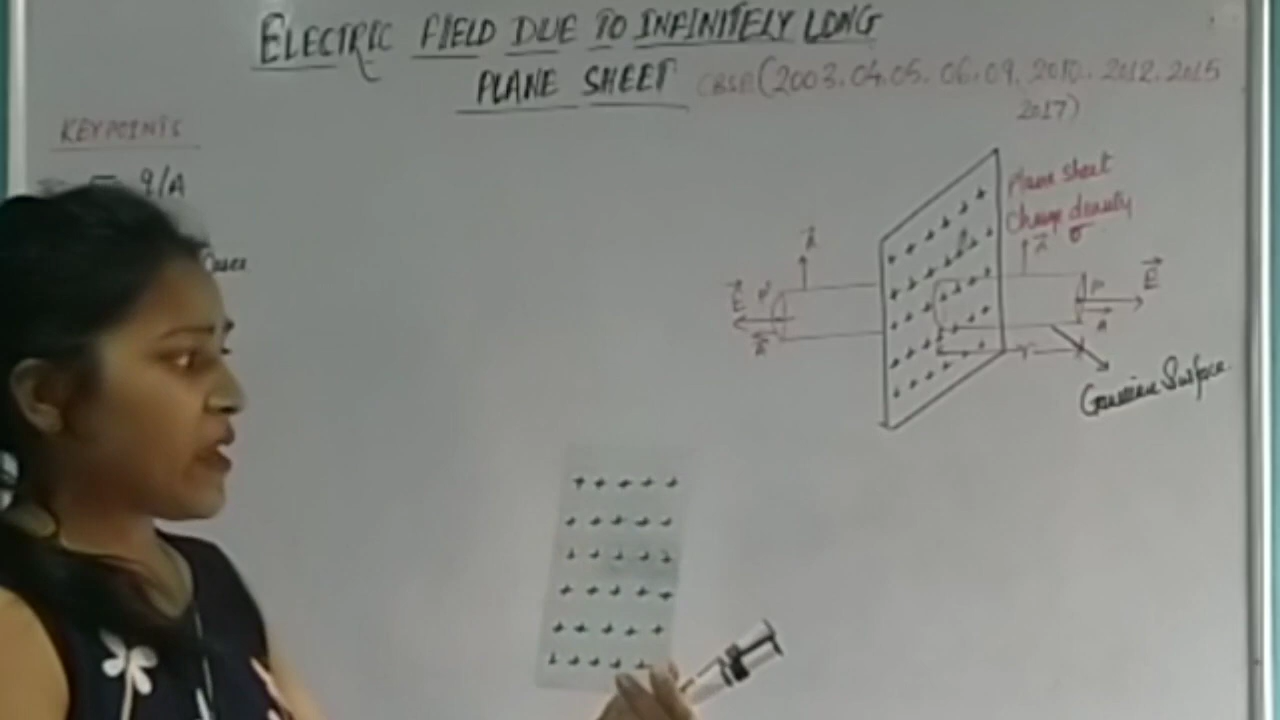 ELECTRIC FIELD DUE TO INFINITELY LONG
PLANE SHEET CBSE (2003.04.05. 06.09. 2010. 2012. 2015
2017)
KEYPOINTS
q/A
Cases
Plane sheet
Charge density
σ
E
E
P
A
r
Gaussian Surface